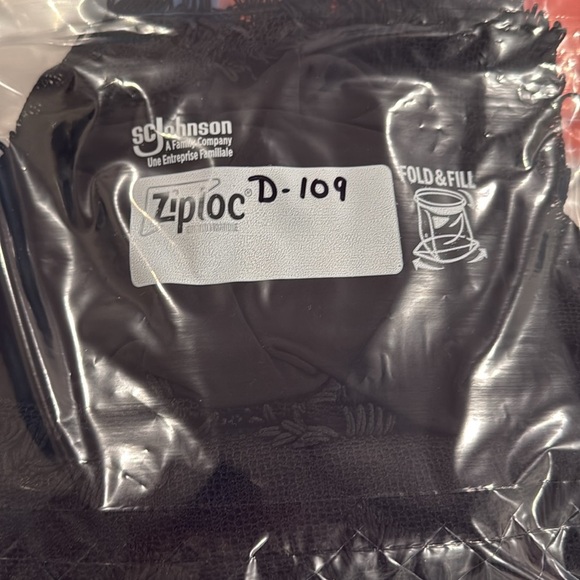 scJohnson
A Family Company
Une Entreprise Familiale
Ziploc® D-109
FOLD & FILL